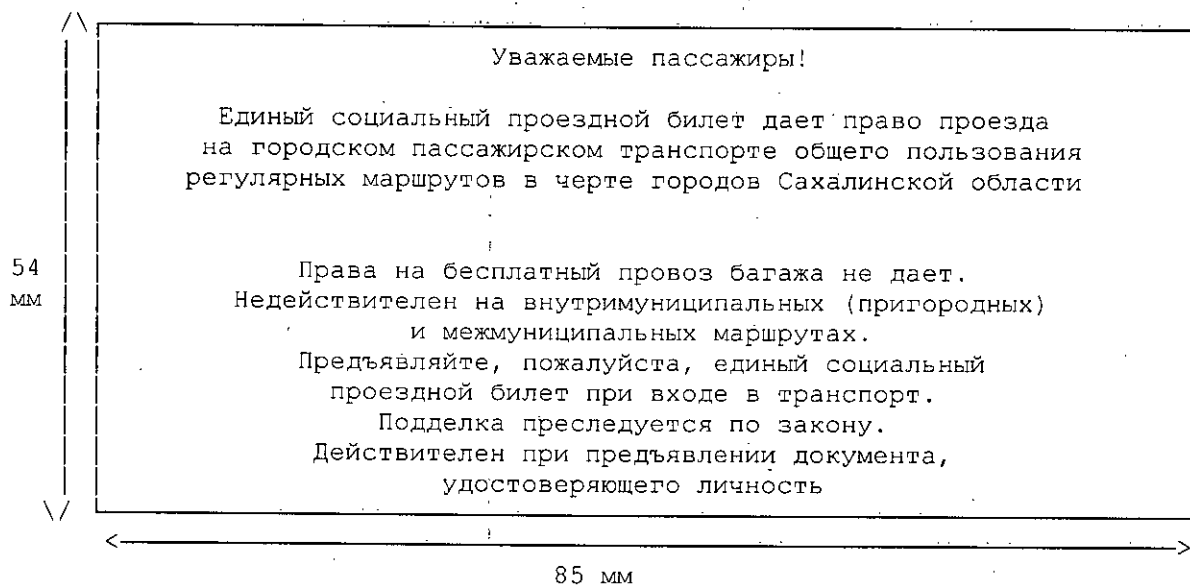 Уважаемые пассажиры!
Единый социальный проездной билет дает право проезда
на городском пассажирском транспорте общего пользования
регулярных маршрутов в черте городов Сахалинской области
Права на бесплатный провоз багажа не дает.
Недействителен на внутримуниципальных (пригородных)
и межмуниципальных маршрутах.
Предъявляйте, пожалуйста, единый социальный
проездной билет при входе в транспорт.
Подделка преследуется по закону.
Действителен при предъявлении документа,
удостоверяющего личность
54
мм
85 мм